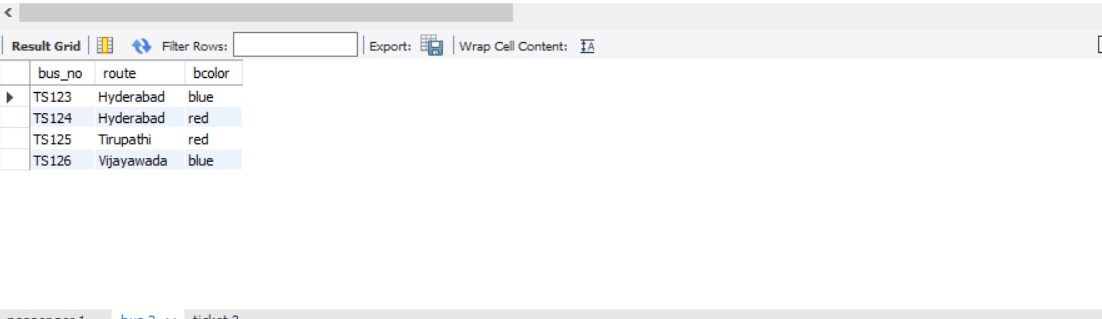 Result Grid Filter Rows: Export: Wrap Cell Content:
bus_no route bcolor
TS123 Hyderabad blue
TS124 Hyderabad red
TS125 Tirupathi red
TS126 Vijayawada blue
passenger 1 bus 2 ticket 3